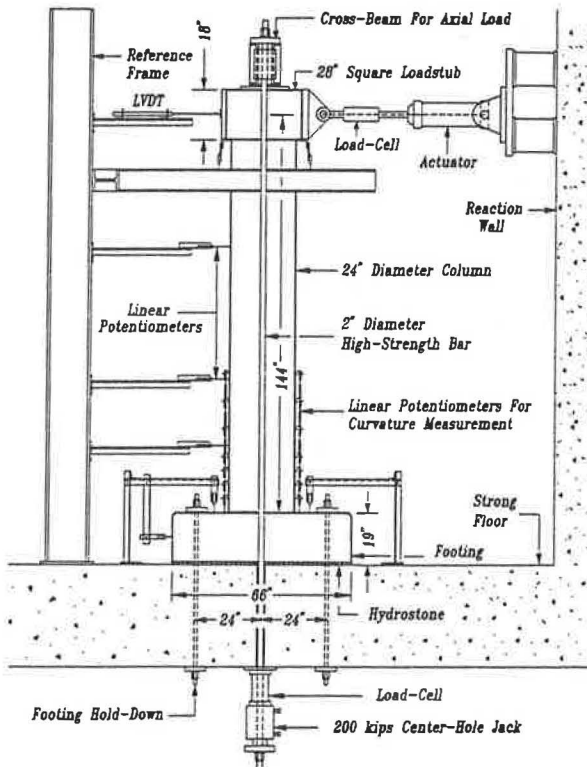 Cross-Beam For Axial Load
18"
Reference
Frame
28" Square Loadstub
LVDT
Load-Cell
Actuator
Reaction
Wall
24" Diameter Column
Linear
Potentiometers
2" Diameter
High-Strength Bar
144"
Linear Potentiometers For
Curvature Measurement
Strong
Floor
19"
Footing
66"
Hydrostone
24"
24"
Load-Cell
Footing Hold-Down
200 kips Center-Hole Jack